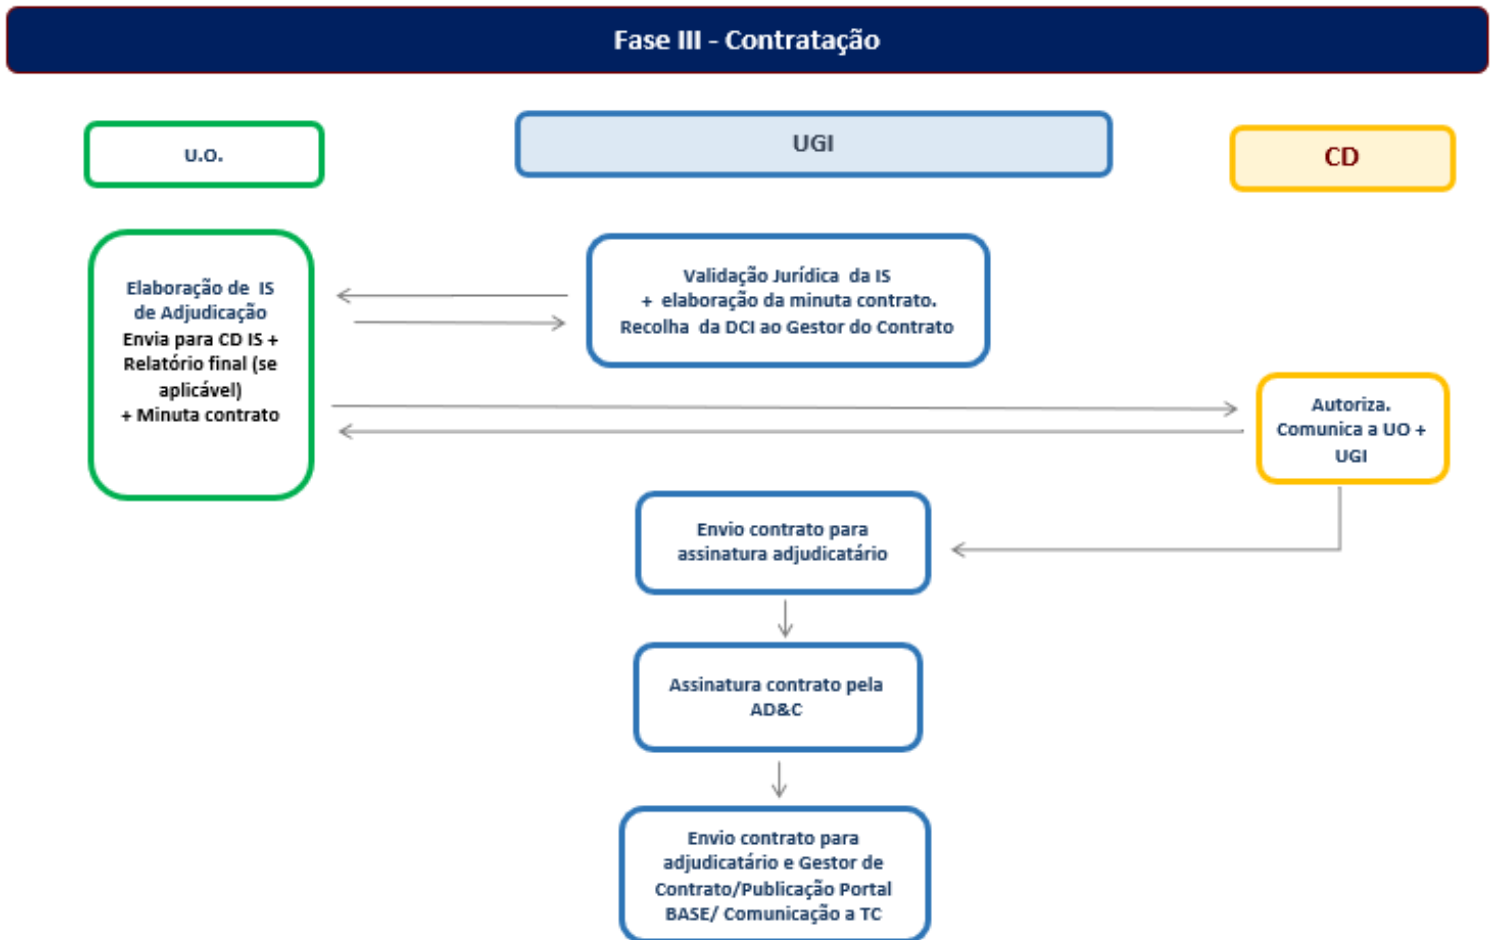 Fase III - Contratação
U.O.
UGI
CD
Elaboração de IS
de Adjudicação
Envia para CD IS +
Relatório final (se
aplicável)
+ Minuta contrato
Validação Jurídica da IS
+ elaboração da minuta contrato.
Recolha da DCI ao Gestor do Contrato
Autoriza.
Comunica a UO +
UGI
Envio contrato para
assinatura adjudicatário
Assinatura contrato pela
AD&C
Envio contrato para
adjudicatário e Gestor de
Contrato/Publicação Portal
BASE/ Comunicação a TC